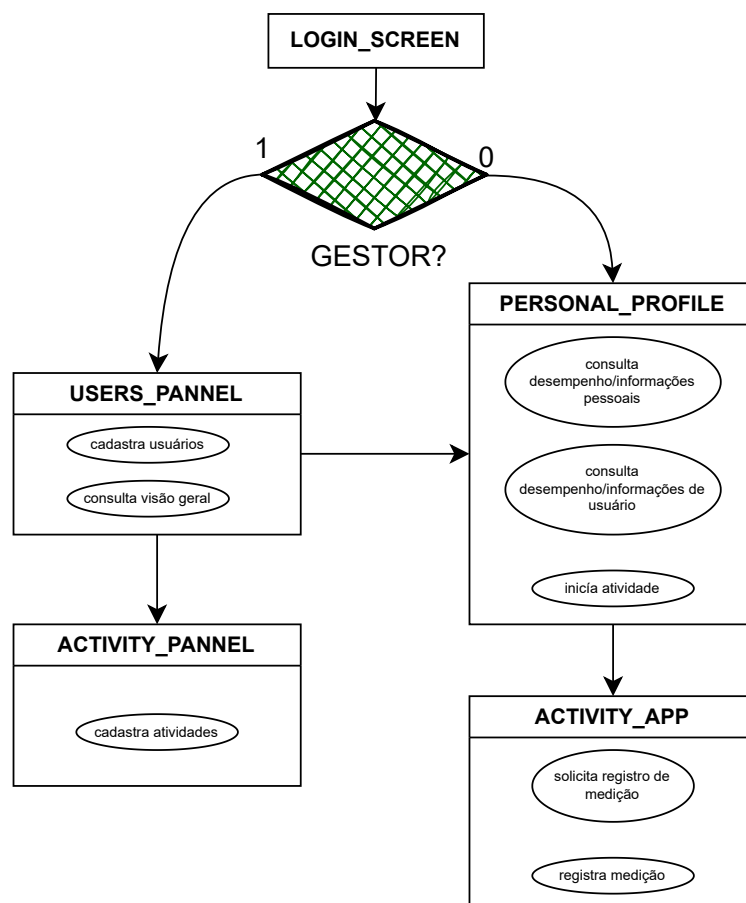 LOGIN_SCREEN
1
0
GESTOR?
PERSONAL_PROFILE
consulta
desempenho/informações
pessoais
consulta
desempenho/informações de
usuário
inicía atividade
USERS_PANNEL
cadastra usuários
consulta visão geral
ACTIVITY_PANNEL
cadastra atividades
ACTIVITY_APP
solicita registro de
medição
registra medição